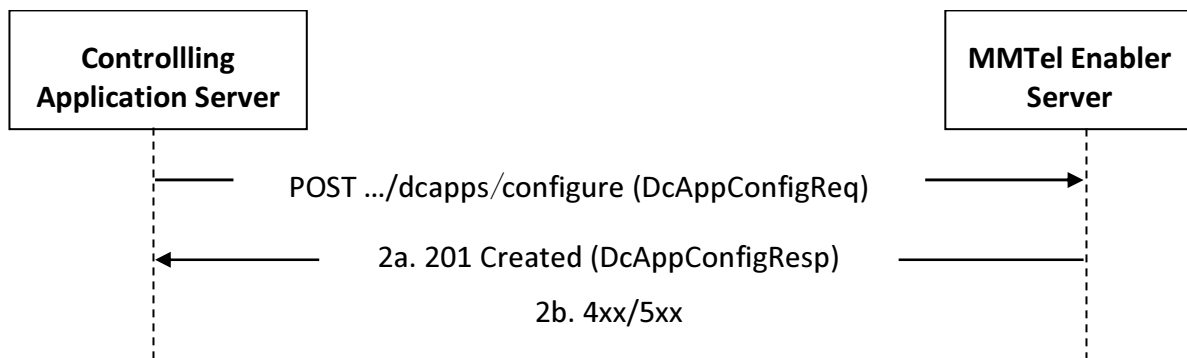 Controllling
Application Server
MMTel Enabler
Server
POST .../dcapps/configure (DcAppConfigReq)
2a. 201 Created (DcAppConfigResp)
2b. 4xx/5xx